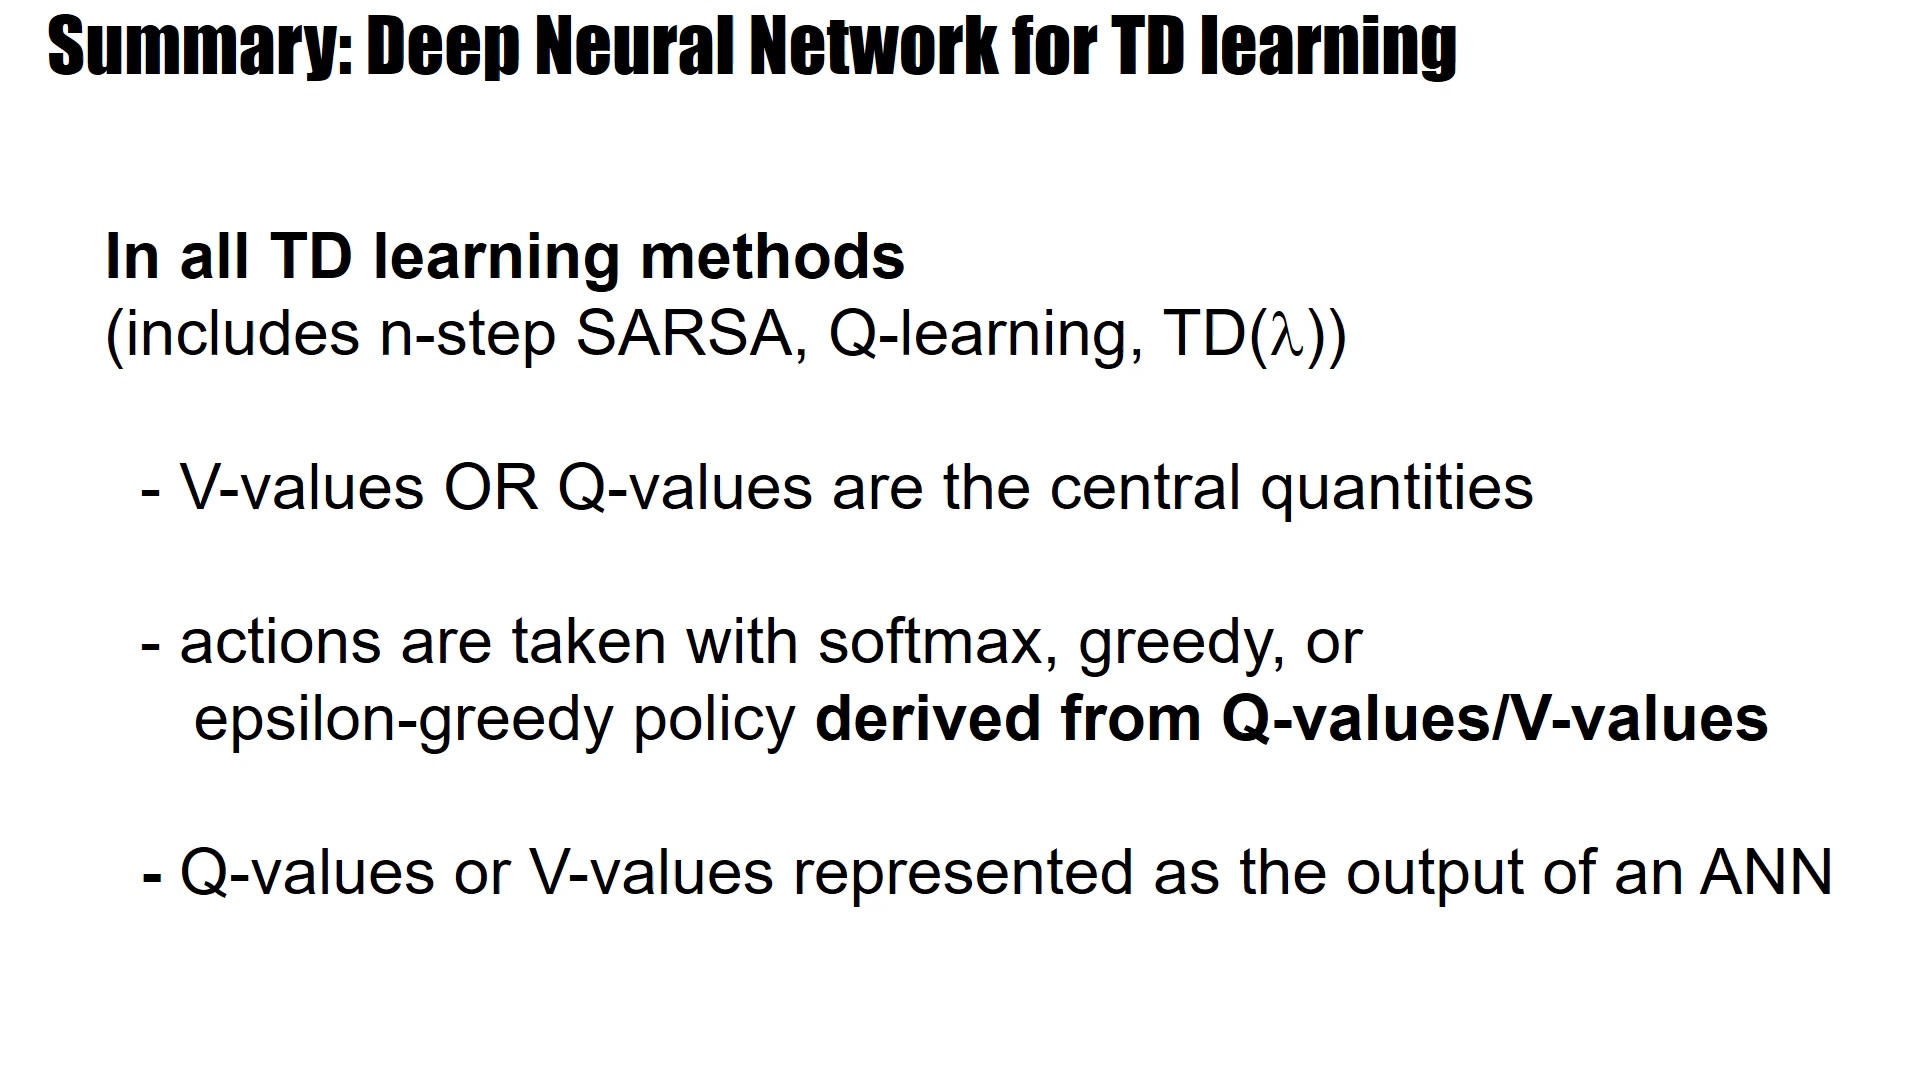 Summary: Deep Neural Network for TD learning
In all TD learning methods
(includes n-step SARSA, Q-learning, TD(λ))
- V-values OR Q-values are the central quantities
- actions are taken with softmax, greedy, or
epsilon-greedy policy derived from Q-values/V-values
- Q-values or V-values represented as the output of an ANN